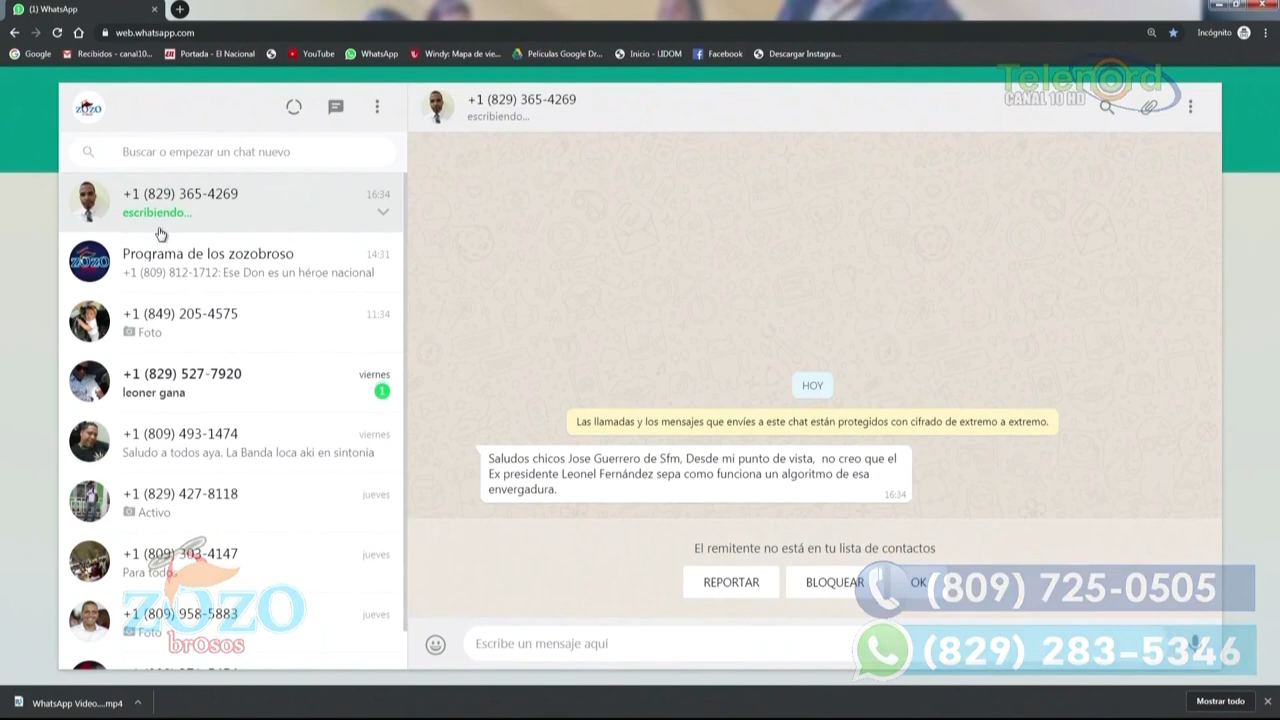 (1) WhatsApp
web.whatsapp.com
Incógnito
Google
Recibidos - canal10...
Portada - El Nacional
YouTube
WhatsApp
Windy: Mapa de vie...
Películas Google Dr...
Inicio - LIDOM
Facebook
Descargar Instagra...
Telenord
CANAL 10 HD
ZOZO
+1 (829) 365-4269
escribiendo...
Buscar o empezar un chat nuevo
+1 (829) 365-4269
16:34
escribiendo...
Programa de los zozobroso
14:31
+1 (809) 812-1712: Ese Don es un héroe nacional
ZOZO
+1 (849) 205-4575
11:34
Foto
+1 (829) 527-7920
viernes
leoner gana
1
+1 (809) 493-1474
viernes
Saludo a todos aya. La Banda loca aki en sintonia
+1 (829) 427-8118
jueves
Activo
+1 (809) 303-4147
jueves
Para todo
+1 (809) 958-5883
jueves
Foto
ZOZO
brosos
HOY
Las llamadas y los mensajes que envíes a este chat están protegidos con cifrado de extremo a extremo.
Saludos chicos Jose Guerrero de Sfm, Desde mi punto de vista, no creo que el
Ex presidente Leonel Fernández sepa como funciona un algoritmo de esa
envergadura.
16:34
El remitente no está en tu lista de contactos
REPORTAR
BLOQUEAR
OK
(809) 725-0505
Escribe un mensaje aquí
(829) 283-5346
WhatsApp Video....mp4
Mostrar todo